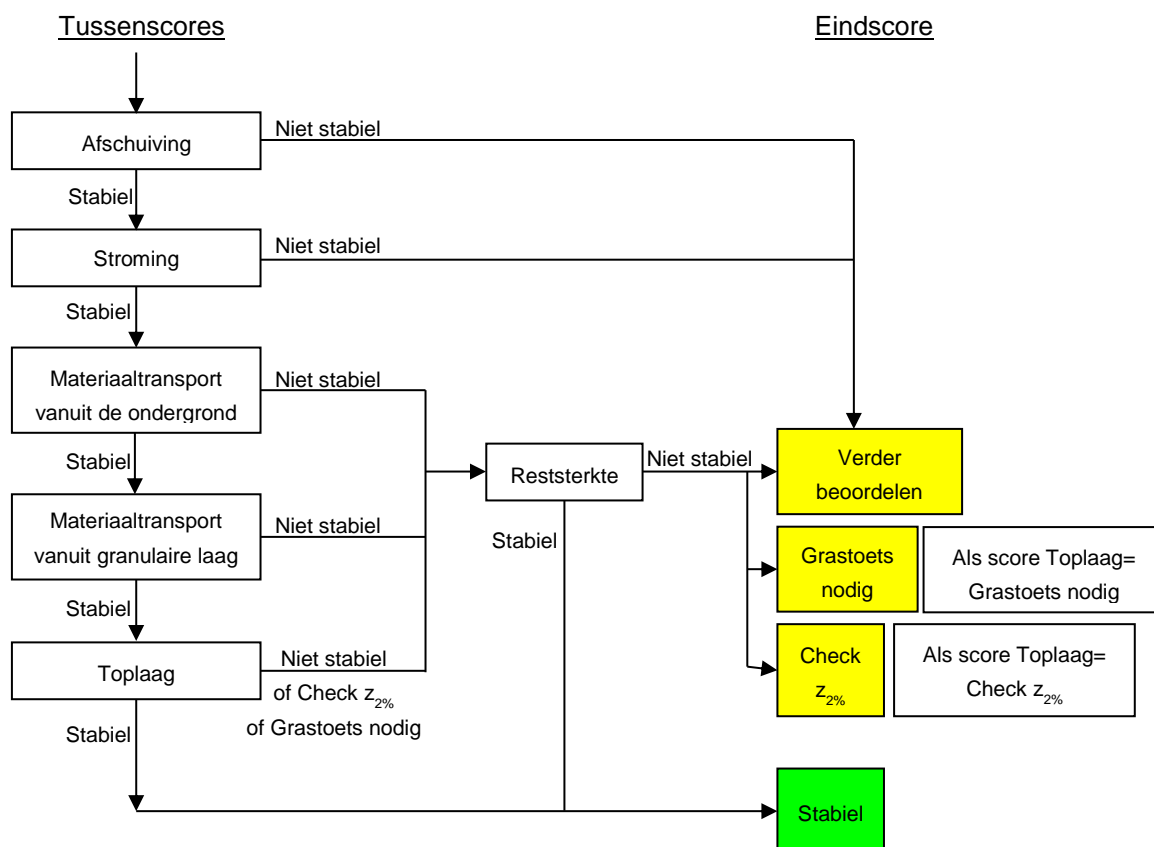 Tussenscores
Eindscore
Afschuiving
Niet stabiel
Stabiel
Stroming
Niet stabiel
Stabiel
Materiaaltransport
vanuit de ondergrond
Niet stabiel
Stabiel
Materiaaltransport
vanuit granulaire laag
Niet stabiel
Stabiel
Toplaag
Niet stabiel
of Check z2%
of Grastoets nodig
Stabiel
Reststerkte
Niet stabiel
Stabiel
Verder
beoordelen
Grastoets
nodig
Als score Toplaag=
Grastoets nodig
Check
z2%
Als score Toplaag=
Check z2%
Stabiel